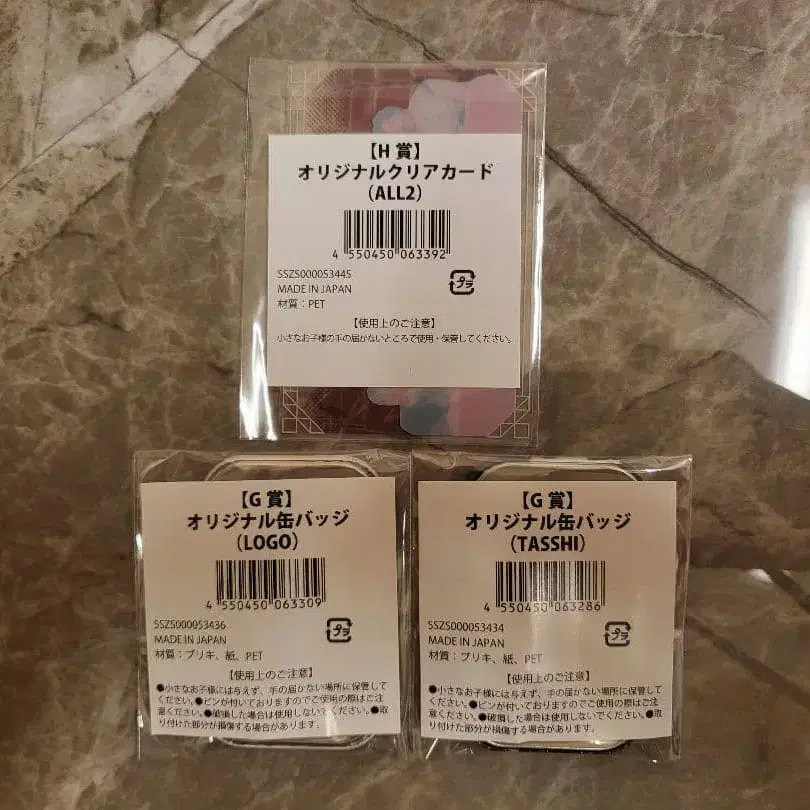 【H 賞】
オリジナルクリアカード
（ALL2）
4 550450 063392
SSZS000053445
MADE IN JAPAN
材質：PET
プラ
【使用上のご注意】
小さなお子様の手の届かないところで使用・保管してください。
【G 賞】
オリジナル缶バッジ
（LOGO）
4 550450 063309
SSZS000053436
MADE IN JAPAN
材質：ブリキ、紙、PET
プラ
【使用上のご注意】
●小さなお子様には与えず、手の届かない場所に保管して
ください。●ピンが付いておりますのでご使用の際はご注
意ください。●破損した場合は使用しないでください。●取
り付けた部分が損傷する場合があります。
【G 賞】
オリジナル缶バッジ
（TASSHI）
4 550450 063286
SSZS000053434
MADE IN JAPAN
材質：ブリキ、紙、PET
プラ
【使用上のご注意】
●小さなお子様には与えず、手の届かない場所に保管して
ください。●ピンが付いておりますのでご使用の際はご注
意ください。●破損した場合は使用しないでください。●取
り付けた部分が損傷する場合があります。